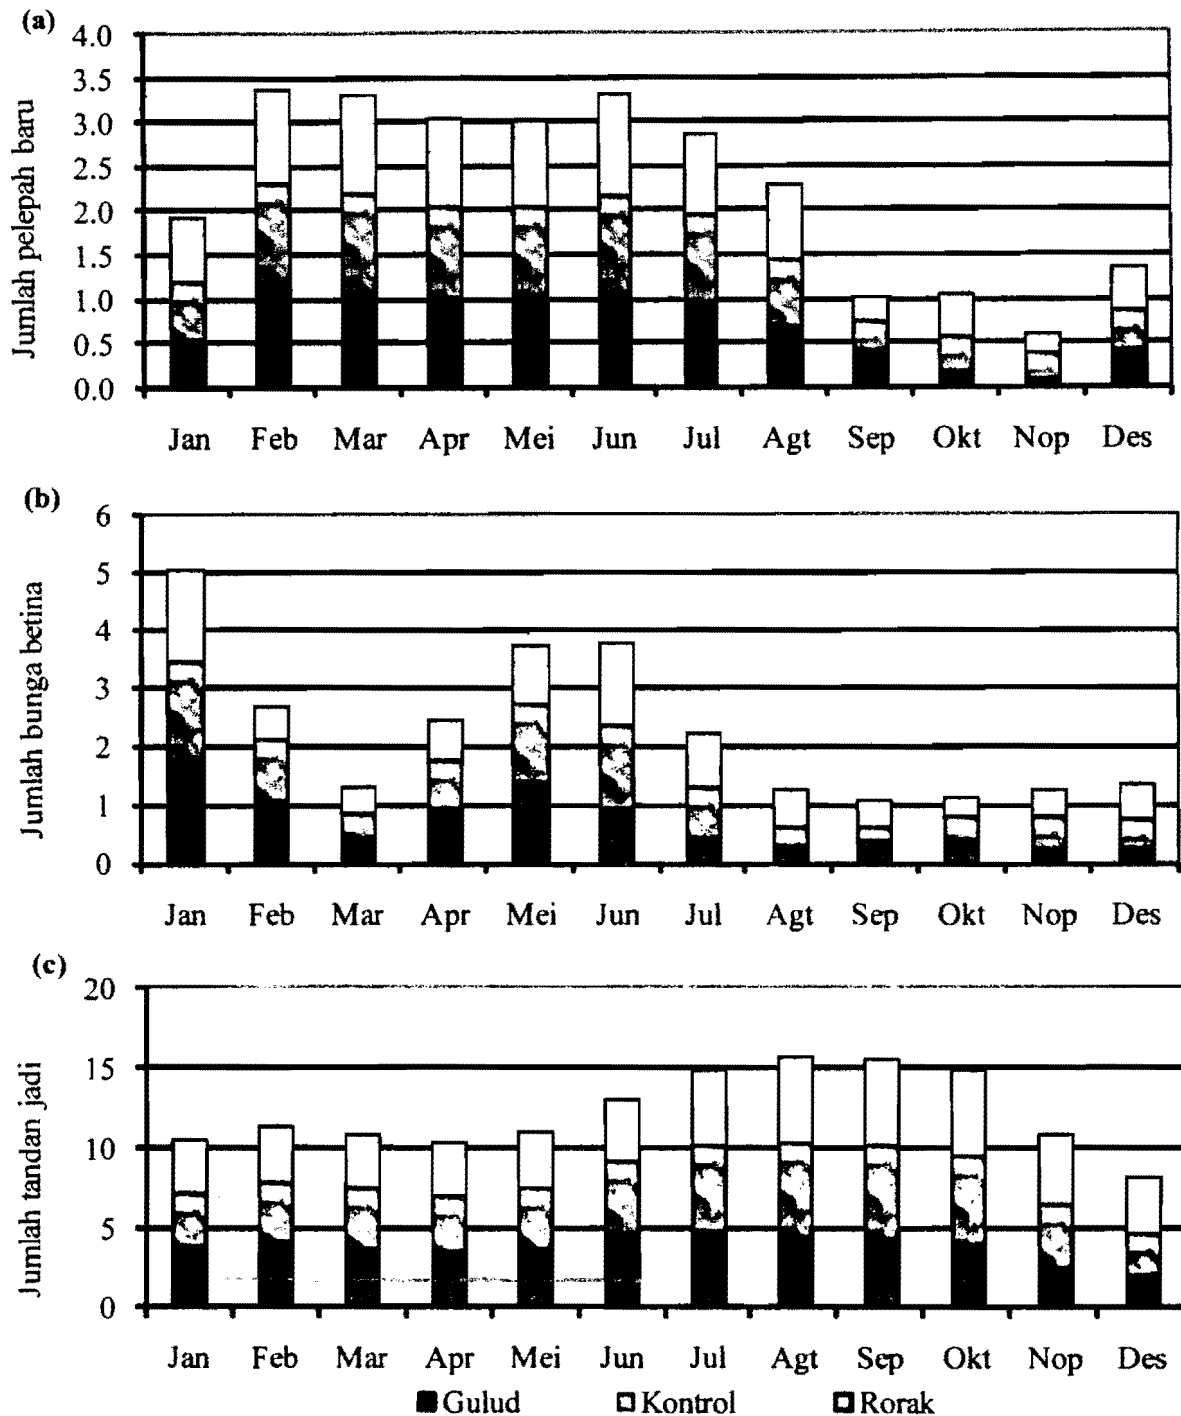 (a)
Jumlah pelepah baru
4.0
3.5
3.0
2.5
2.0
1.5
1.0
0.5
0.0
Jan Feb Mar Apr Mei Jun Jul Agt Sep Okt Nop Des
(b)
Jumlah bunga betina
6
5
4
3
2
1
0
Jan Feb Mar Apr Mei Jun Jul Agt Sep Okt Nop Des
(c)
Jumlah tandan jadi
20
15
10
5
0
Jan Feb Mar Apr Mei Jun Jul Agt Sep Okt Nop Des
Gulud Kontrol Rorak